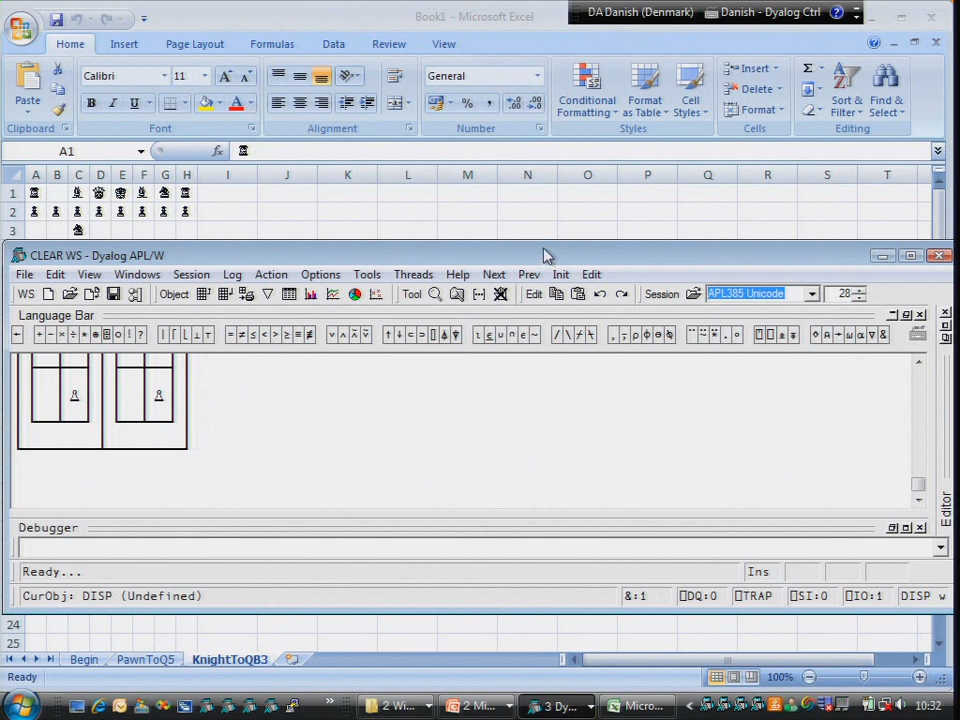 Book1 - Microsoft Excel
DA Danish (Denmark) Danish - Dyalog Ctrl
Home Insert Page Layout Formulas Data Review View
Paste
Calibri 11
B I U
General
Conditional Formatting
Format as Table
Cell Styles
Insert
Delete
Format
Sort & Filter
Find & Select
Clipboard Font Alignment Number Styles Cells Editing
A1 fx ♖
A B C D E F G H I J K L M N O P Q R S T
1 ♖ ♗ ♕ ♔ ♗ ♘ ♖
2 ♙ ♙ ♙ ♙ ♙ ♙ ♙ ♙
3 ♘
CLEAR WS - Dyalog APL/W
File Edit View Windows Session Log Action Options Tools Threads Help Next Prev Init Edit
WS Object Tool Edit Session APL385 Unicode 28
Language Bar
♙ ♙
Editor
Debugger
Ready... Ins
CurObj: DISP (Undefined) &:1 ⎕DQ:0 ⎕TRAP ⎕SI:0 ⎕IO:1 DISP w
24
25
Begin PawnToQ5 KnightToQB3
Ready 100%
2 Wi... 2 Mi... 3 Dy... Micro... 10:32